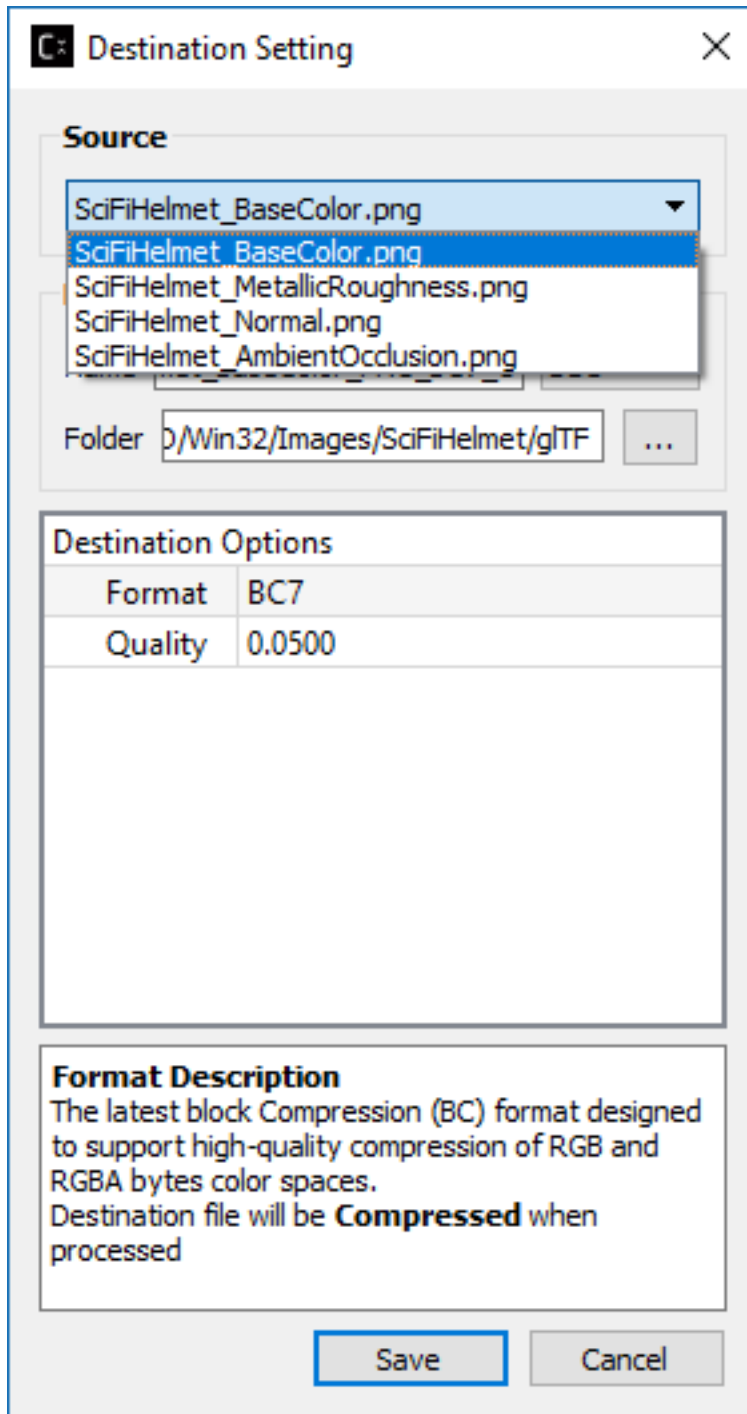 Destination Setting
Source
SciFiHelmet_BaseColor.png
SciFiHelmet_BaseColor.png
SciFiHelmet_MetallicRoughness.png
SciFiHelmet_Normal.png
SciFiHelmet_AmbientOcclusion.png
Folder D/Win32/Images/SciFiHelmet/glTF ...
Destination Options
Format BC7
Quality 0.0500
Format Description
The latest block Compression (BC) format designed
to support high-quality compression of RGB and
RGBA bytes color spaces.
Destination file will be Compressed when
processed
Save Cancel